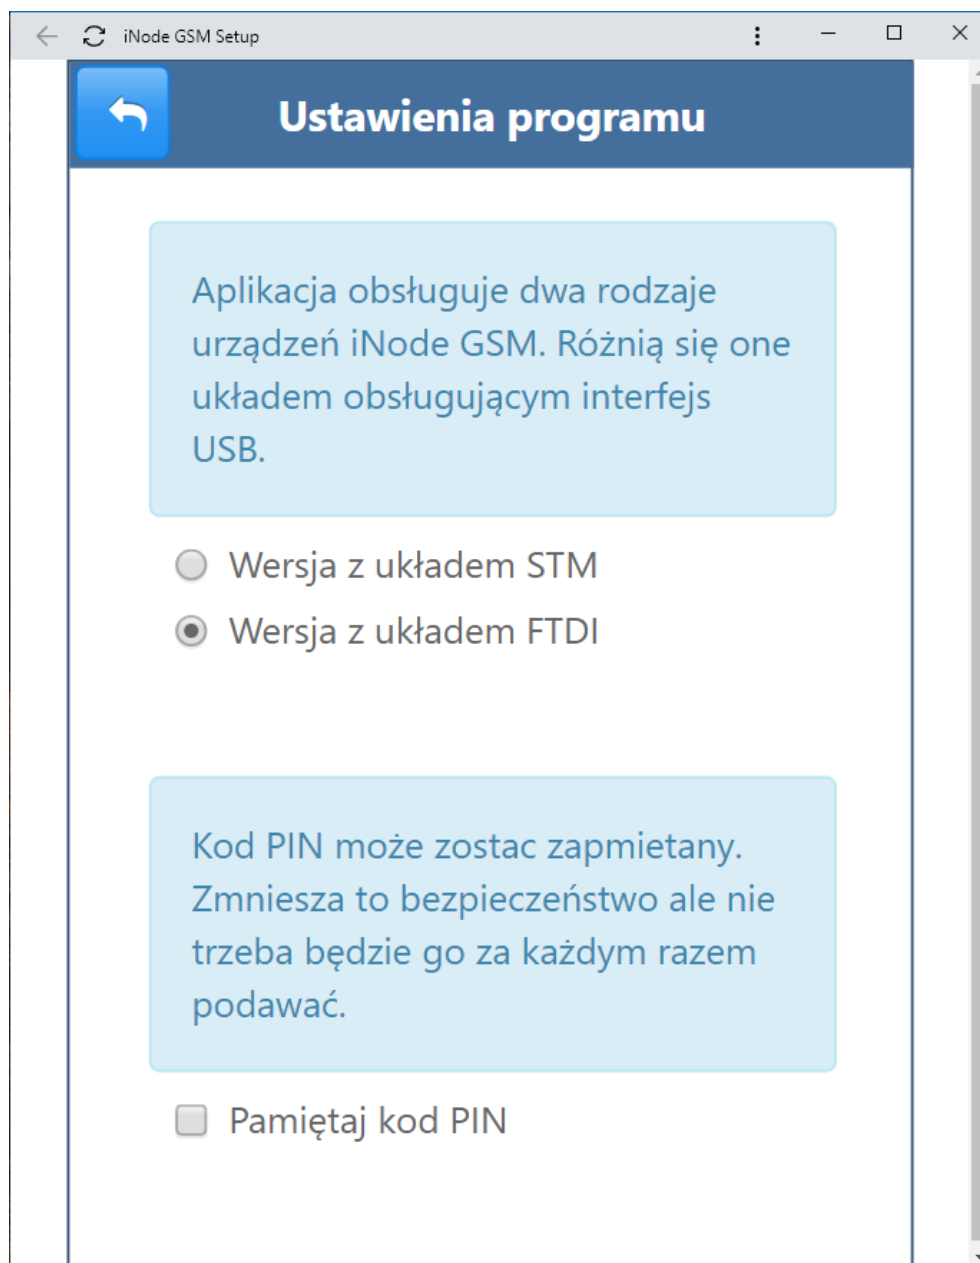 iNode GSM Setup
Ustawienia programu
Aplikacja obsługuje dwa rodzaje
urządzeń iNode GSM. Różnią się one
układem obsługującym interfejs
USB.
Wersja z układem STM
Wersja z układem FTDI
Kod PIN może zostac zapmietany.
Zmniesza to bezpieczeństwo ale nie
trzeba będzie go za każdym razem
podawać.
Pamiętaj kod PIN